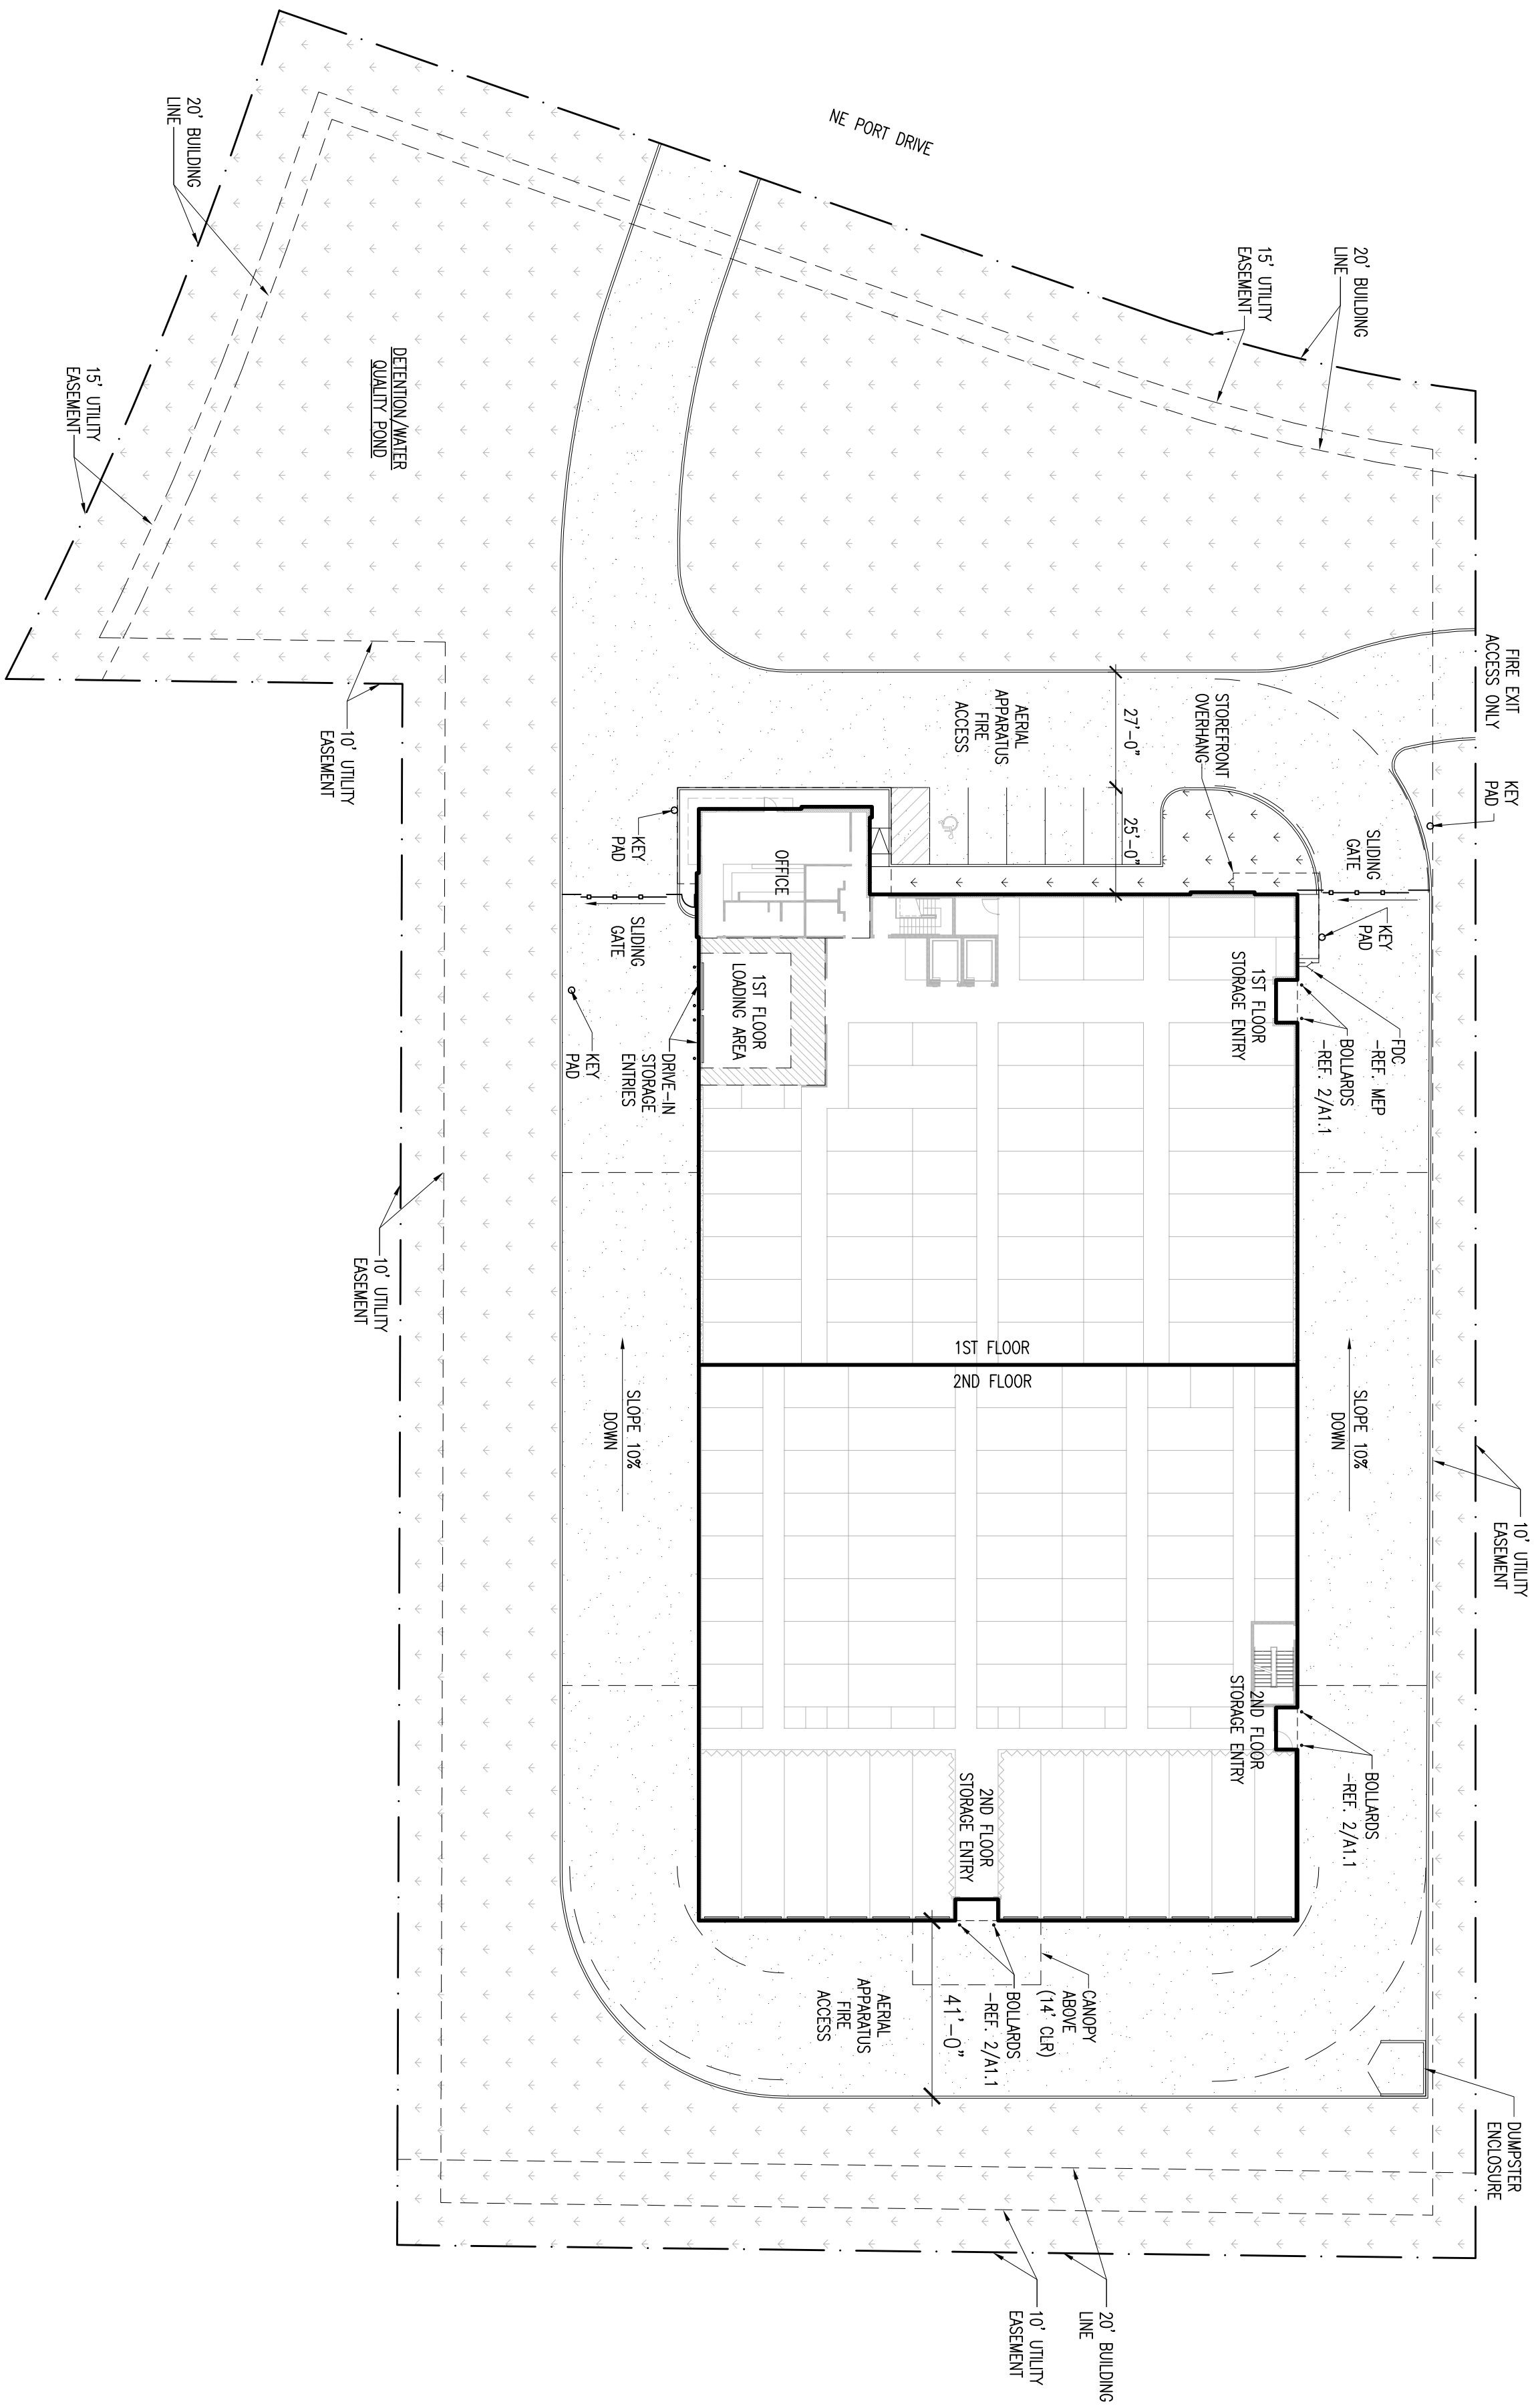 NE PORT DRIVE
20' BUILDING
LINE
15' UTILITY
EASEMENT
20' BUILDING
LINE
15' UTILITY
EASEMENT
DETENTION/WATER
QUALITY POND
10' UTILITY
EASEMENT
FIRE EXIT
ACCESS ONLY
KEY
PAD
SLIDING
GATE
KEY
PAD
STOREFRONT
OVERHANG
27'-0"
25'-0"
AERIAL
APPARATUS
FIRE
ACCESS
OFFICE
KEY
PAD
SLIDING
GATE
KEY
PAD
1ST FLOOR
LOADING AREA
DRIVE-IN
STORAGE
ENTRIES
1ST FLOOR
STORAGE ENTRY
FDC
-REF. MEP
BOLLARDS
-REF. 2/A1.1
10' UTILITY
EASEMENT
1ST FLOOR
2ND FLOOR
SLOPE 10%
DOWN
SLOPE 10%
DOWN
10' UTILITY
EASEMENT
2ND FLOOR
STORAGE ENTRY
BOLLARDS
-REF. 2/A1.1
2ND FLOOR
STORAGE ENTRY
CANOPY
ABOVE
(14' CLR)
BOLLARDS
-REF. 2/A1.1
41'-0"
AERIAL
APPARATUS
FIRE
ACCESS
DUMPSTER
ENCLOSURE
20' BUILDING
LINE
10' UTILITY
EASEMENT